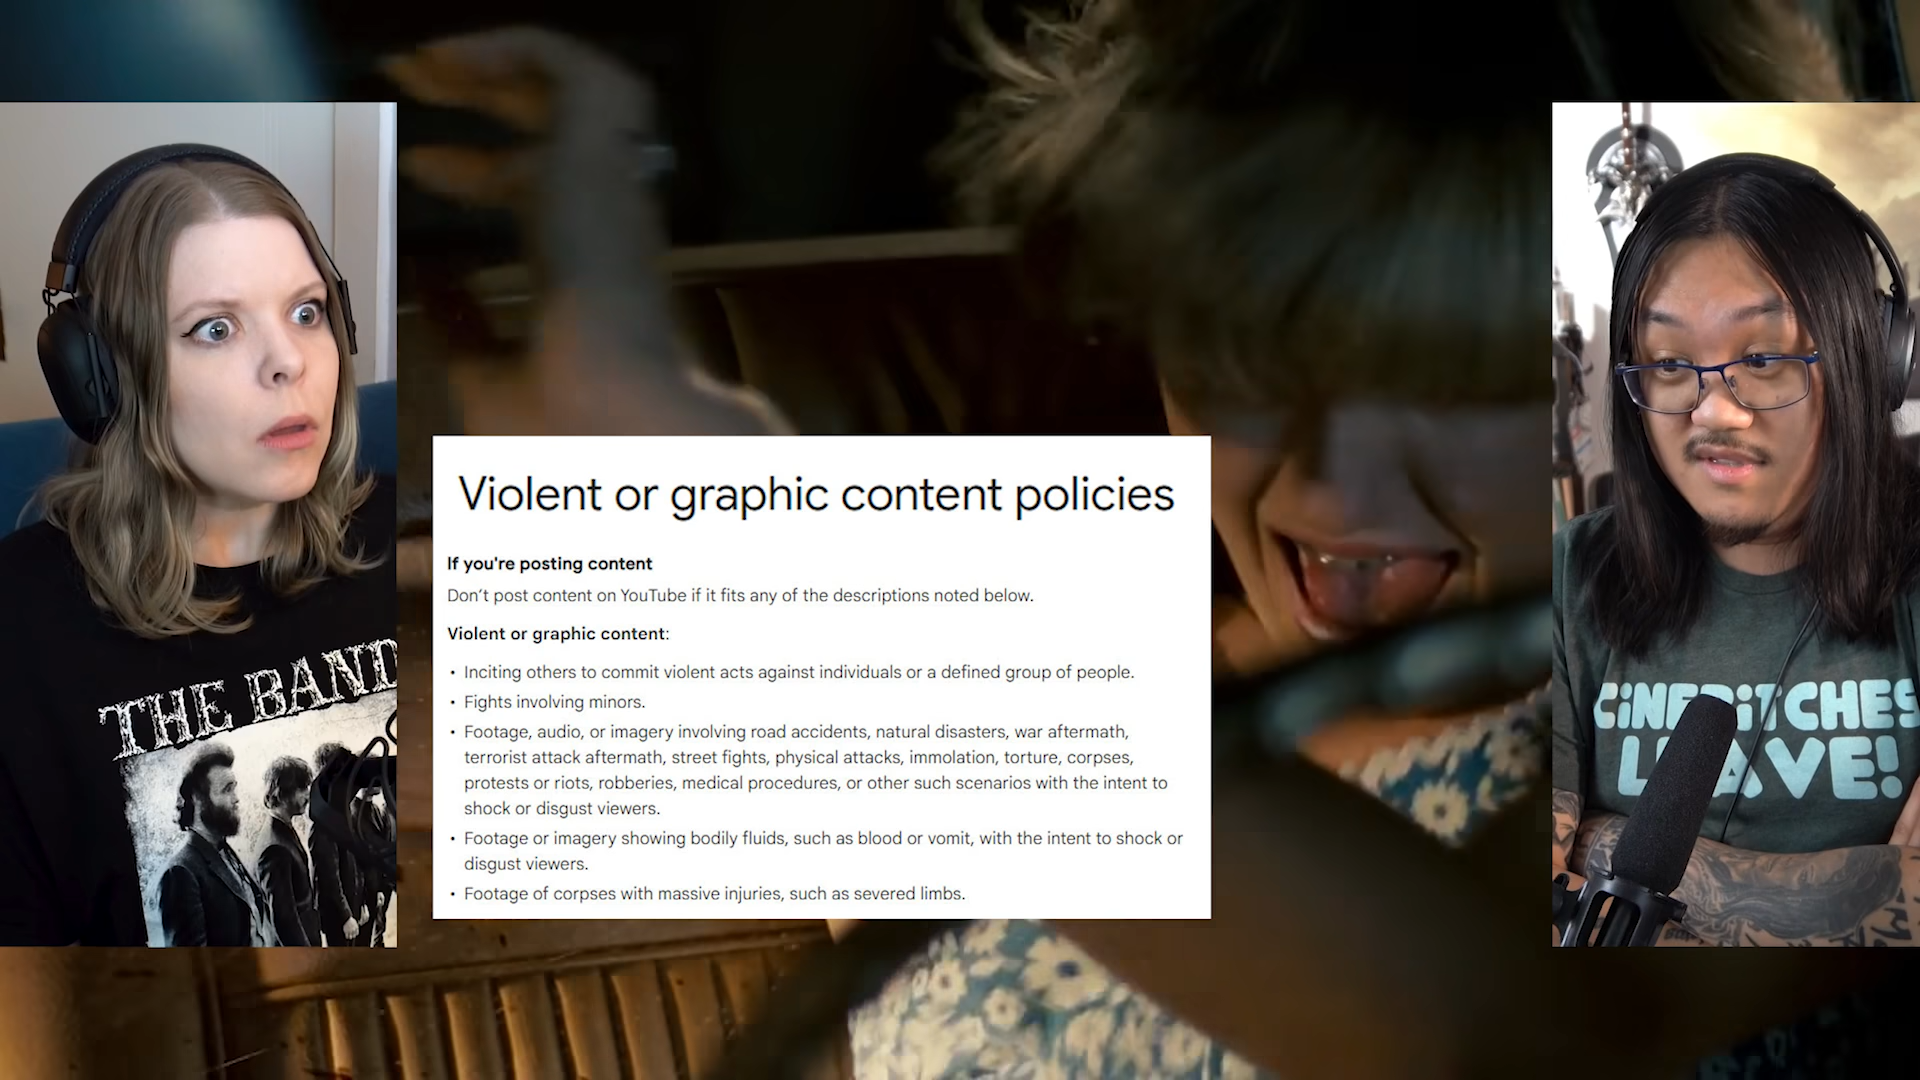 Violent or graphic content policies
If you're posting content
Don't post content on YouTube if it fits any of the descriptions noted below.
Violent or graphic content:
• Inciting others to commit violent acts against individuals or a defined group of people.
• Fights involving minors.
• Footage, audio, or imagery involving road accidents, natural disasters, war aftermath,
terrorist attack aftermath, street fights, physical attacks, immolation, torture, corpses,
protests or riots, robberies, medical procedures, or other such scenarios with the intent to
shock or disgust viewers.
• Footage or imagery showing bodily fluids, such as blood or vomit, with the intent to shock or
disgust viewers.
• Footage of corpses with massive injuries, such as severed limbs.
THE BAND
CINEBITCHES
LEAVE!